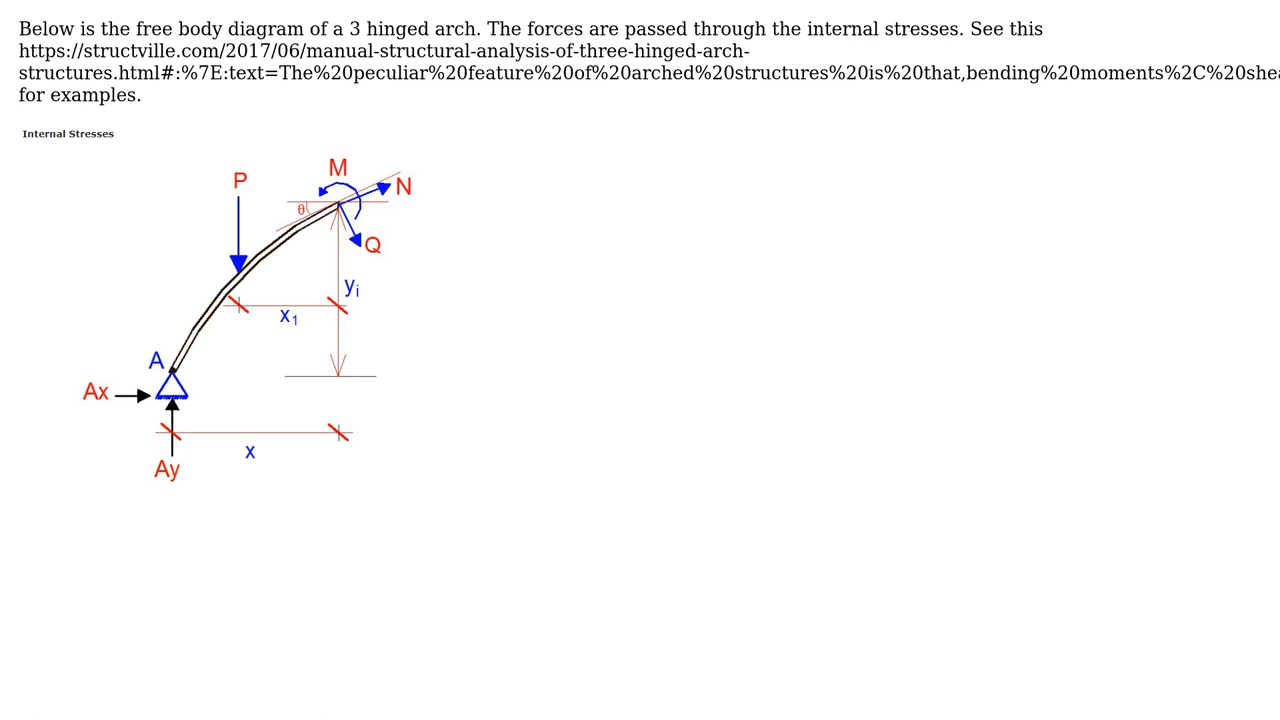 Below is the free body diagram of a 3 hinged arch. The forces are passed through the internal stresses. See this
https://structville.com/2017/06/manual-structural-analysis-of-three-hinged-arch-
structures.html#:%7E:text=The%20peculiar%20feature%20of%20arched%20structures%20is%20that,bending%20moments%2C%20shea
for examples.
Internal Stresses
M
P
N
θ
Q
yi
x1
A
Ax
x
Ay